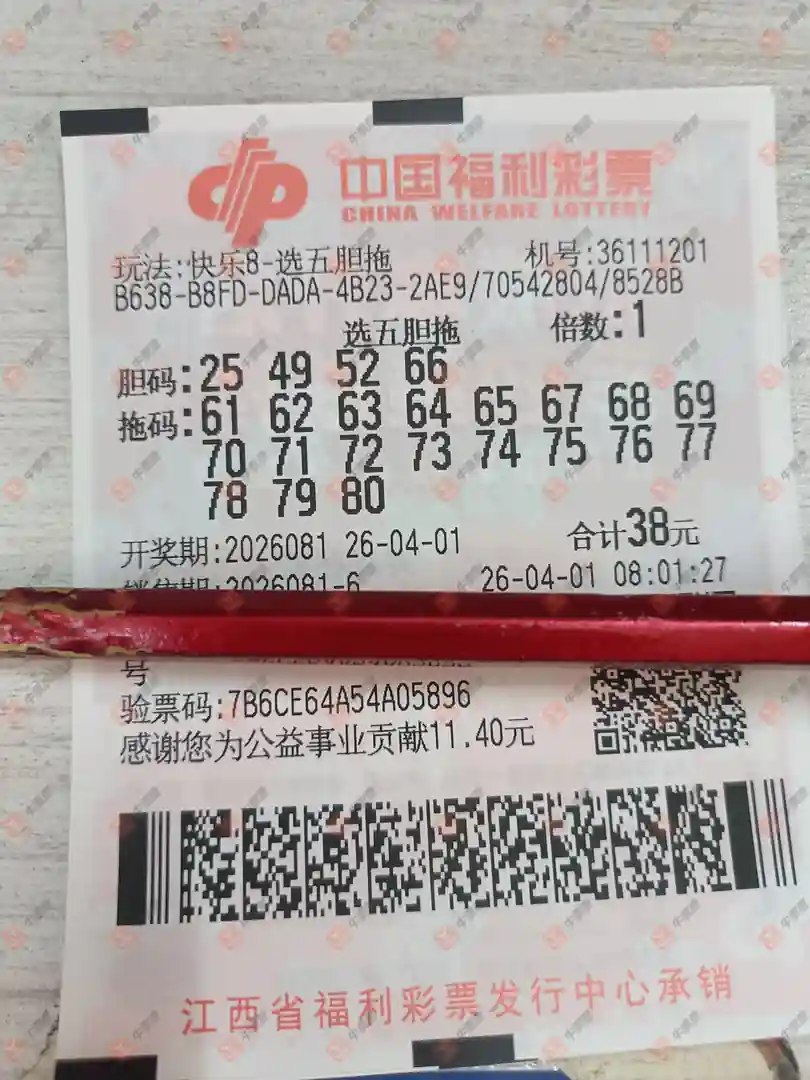 中国福利彩票
CHINA WELFARE LOTTERY
玩法:快乐8-选五胆拖 机号:36111201
B638-B8FD-DADA-4B23-2AE9/70542804/8528B
选五胆拖 倍数:1
胆码:25 49 52 66
拖码:61 62 63 64 65 67 68 69
70 71 72 73 74 75 76 77
78 79 80
开奖期:2026081 26-04-01 合计38元
销售期:2026081-6 26-04-01 08:01:27
号
验票码:7B6CE64A54A05896
感谢您为公益事业贡献11.40元
江西省福利彩票发行中心承销